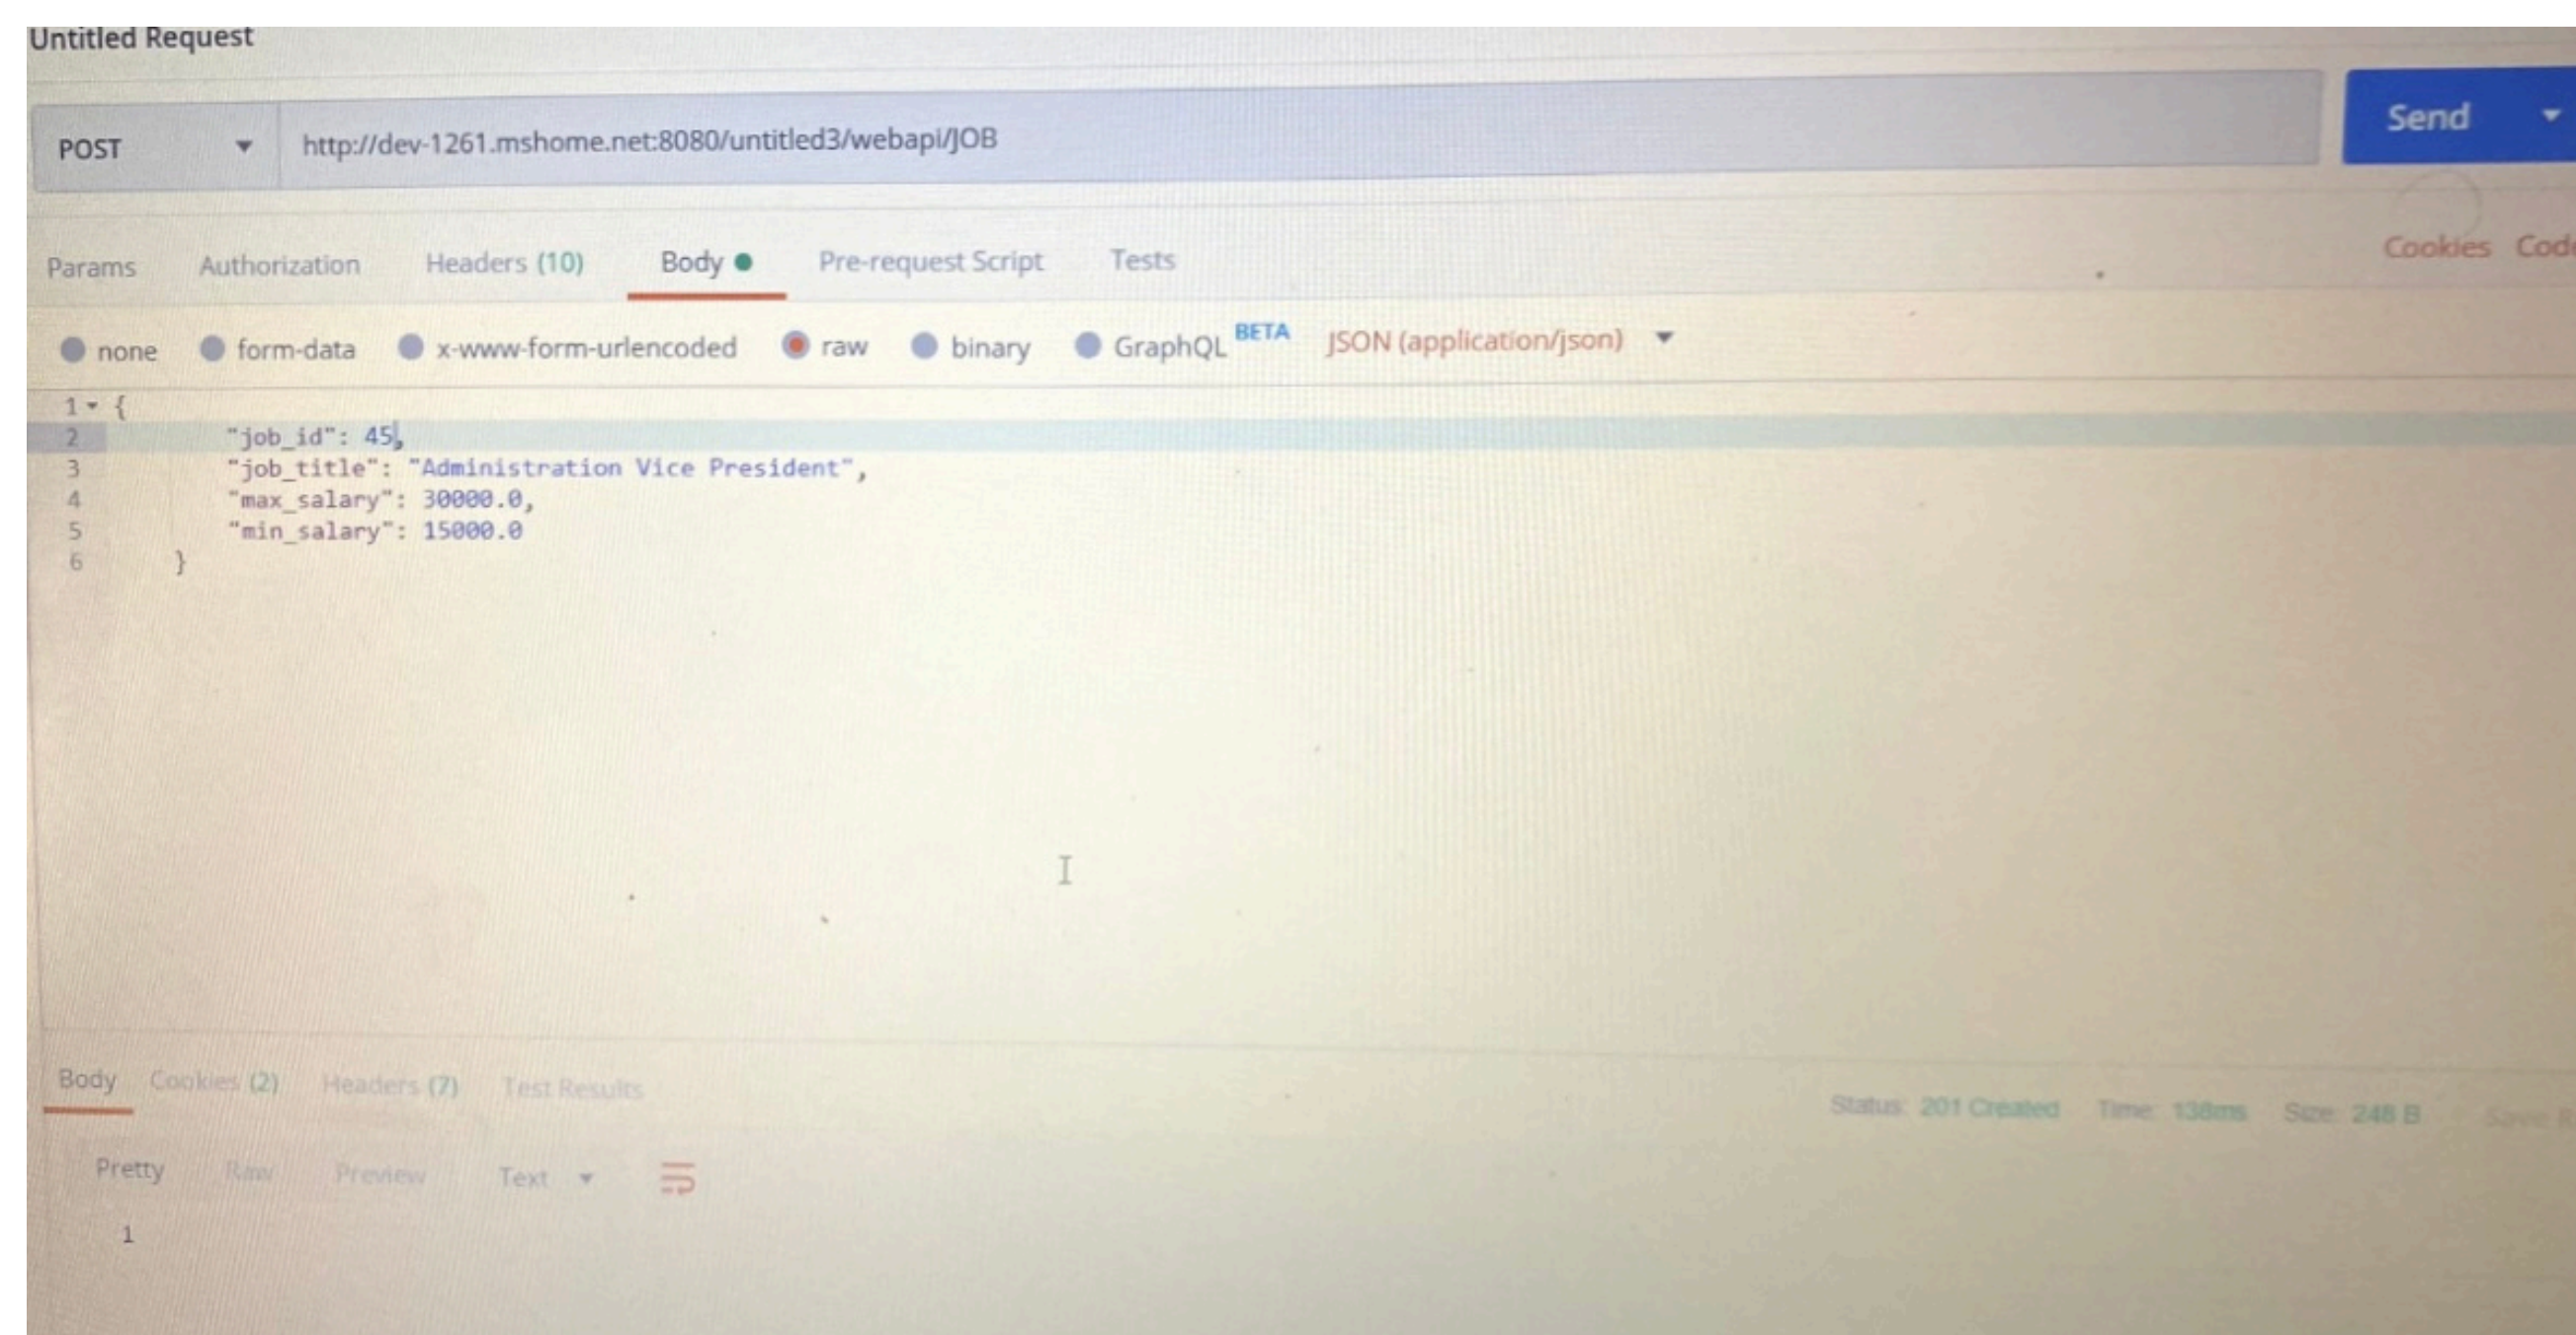 Untitled Request
POST http://dev-1261.mshome.net:8080/untitled3/webapi/JOB Send
Params Authorization Headers (10) Body Pre-request Script Tests Cookies
none form-data x-www-form-urlencoded raw binary GraphQL BETA JSON (application/json)
1 {
2 "job_id": 45,
3 "job_title": "Administration Vice President",
4 "max_salary": 30000.0,
5 "min_salary": 15000.0
6 }
Body Cookies (2) Headers (7) Test Results Status: 201 Created Time: 138ms Size: 248 B Save
Pretty Raw Preview Text
1